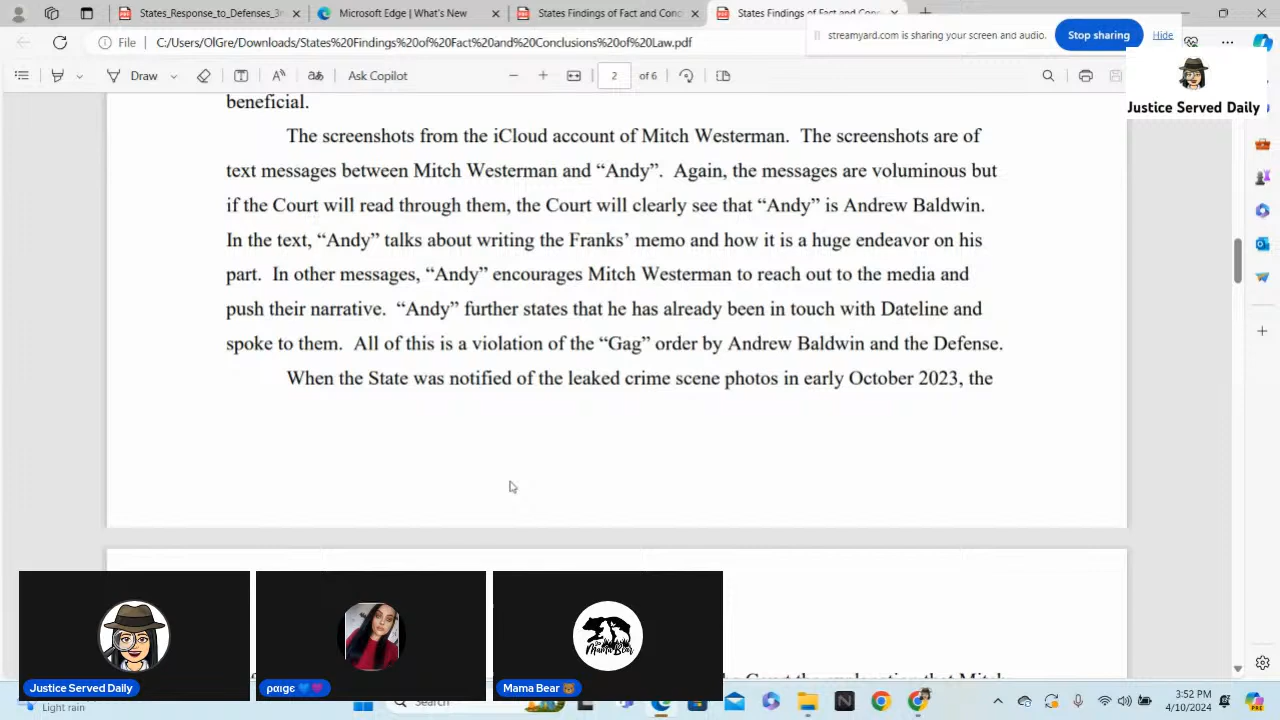 States_Response_to_Defenses_3
Microsoft Edge | What's New
States Findings of Fact and Conc
States Findings of Fact and Conc
File
C:/Users/OlGre/Downloads/States%20Findings%20of%20Fact%20and%20Conclusions%20of%20Law.pdf
streamyard.com is sharing your screen and audio.
Stop sharing
Hide
Draw
Ask Copilot
2
of 6
Justice Served Daily
beneficial.
The screenshots from the iCloud account of Mitch Westerman. The screenshots are of
text messages between Mitch Westerman and “Andy”. Again, the messages are voluminous but
if the Court will read through them, the Court will clearly see that “Andy” is Andrew Baldwin.
In the text, “Andy” talks about writing the Franks’ memo and how it is a huge endeavor on his
part. In other messages, “Andy” encourages Mitch Westerman to reach out to the media and
push their narrative. “Andy” further states that he has already been in touch with Dateline and
spoke to them. All of this is a violation of the “Gag” order by Andrew Baldwin and the Defense.
When the State was notified of the leaked crime scene photos in early October 2023, the
the Court the explanation that Mitch
Justice Served Daily
ραιgє 💙💜
Mama Bear 🐻
Mama Bear
Light rain
Search
3:52 PM
4/10/2024